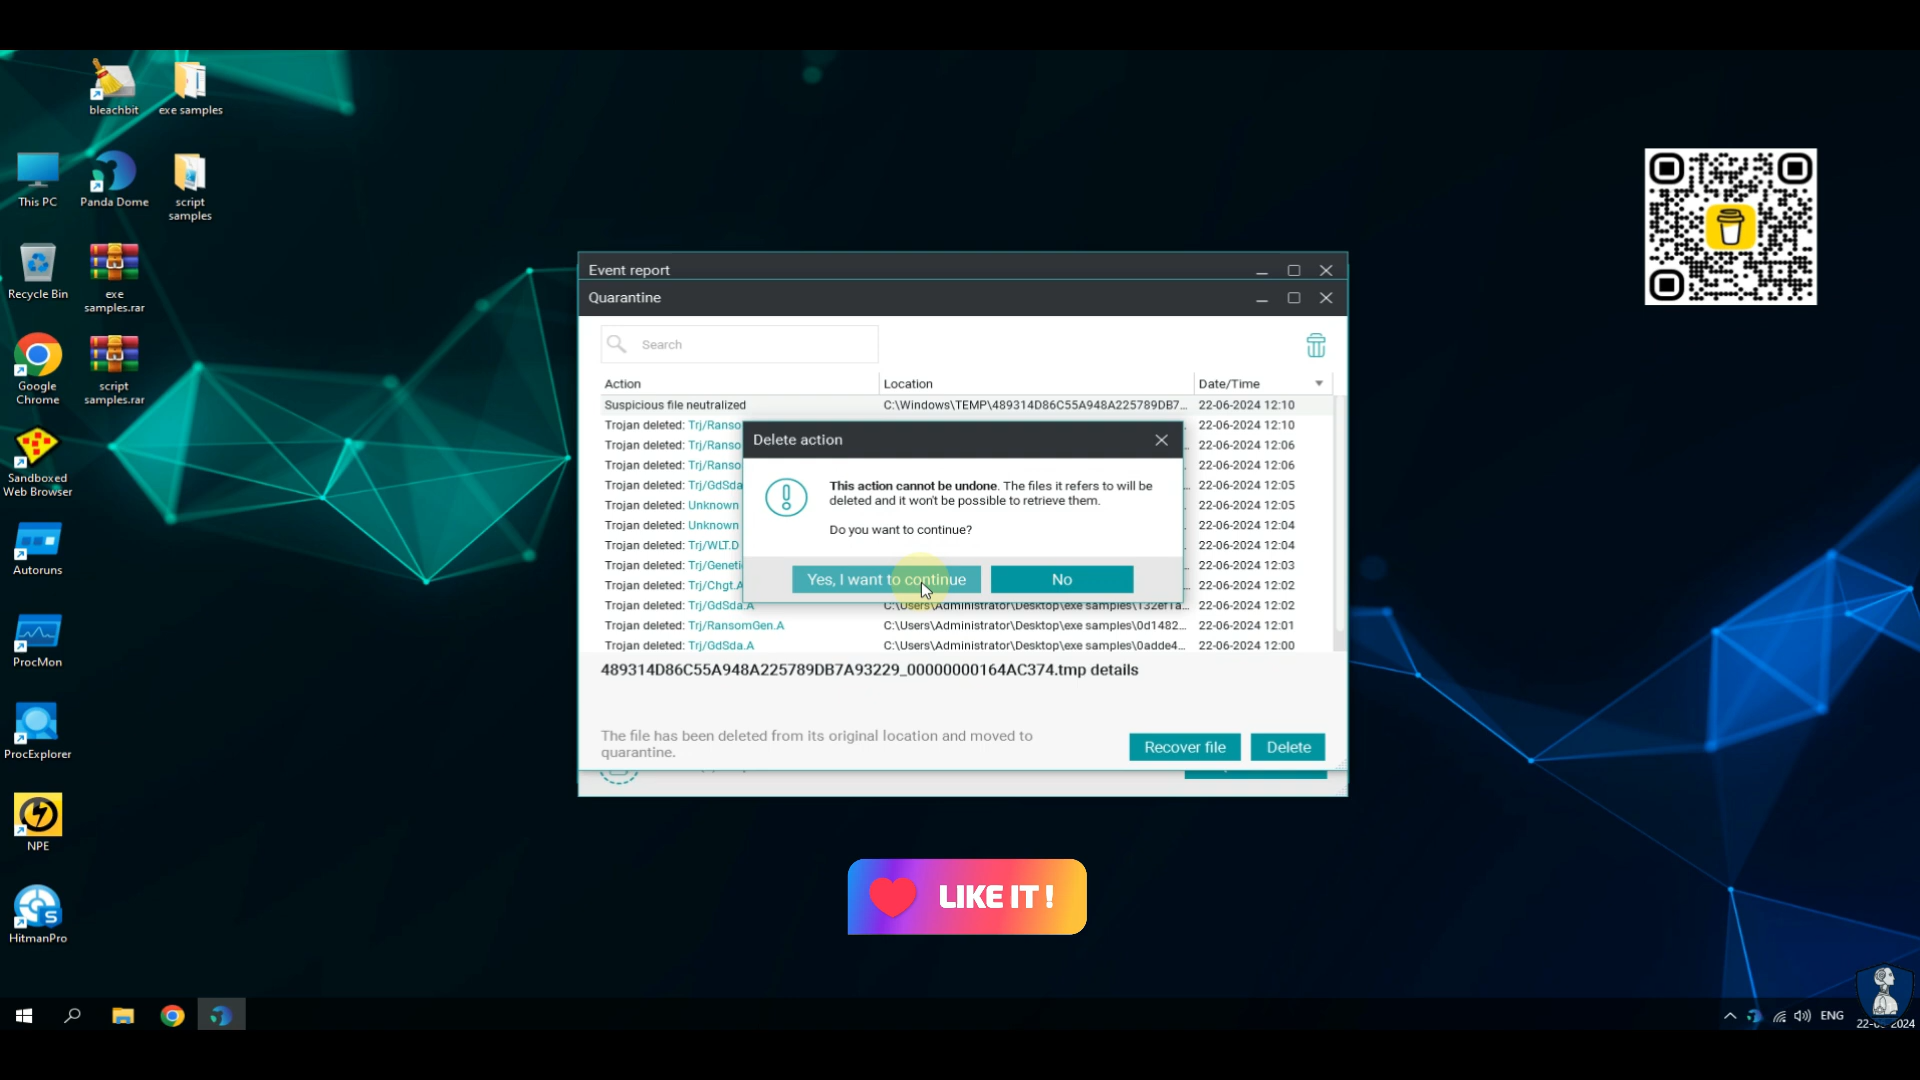 bleachbit
exe samples
This PC
Panda Dome
script
samples
Recycle Bin
exe
samples.rar
Google
Chrome
script
samples.rar
Sandboxed
Web Browser
Autoruns
ProcMon
ProcExplorer
NPE
HitmanPro
Event report
Quarantine
Search
Action Location Date/Time
Suspicious file neutralized C:\Windows\TEMP\489314D86C55A948A225789DB7... 22-06-2024 12:10
Trojan deleted: Trj/Ranso 22-06-2024 12:10
Trojan deleted: Trj/Ranso 22-06-2024 12:06
Trojan deleted: Trj/Ranso 22-06-2024 12:06
Trojan deleted: Trj/GdSda 22-06-2024 12:05
Trojan deleted: Unknown 22-06-2024 12:05
Trojan deleted: Unknown 22-06-2024 12:04
Trojan deleted: Trj/WLT.D 22-06-2024 12:04
Trojan deleted: Trj/Geneti 22-06-2024 12:03
Trojan deleted: Trj/Chgt.A 22-06-2024 12:02
Trojan deleted: Trj/GdSda.A C:\Users\Administrator\Desktop\exe samples\132ef1a... 22-06-2024 12:02
Trojan deleted: Trj/RansomGen.A C:\Users\Administrator\Desktop\exe samples\0d1482... 22-06-2024 12:01
Trojan deleted: Trj/GdSda.A C:\Users\Administrator\Desktop\exe samples\0adde4... 22-06-2024 12:00
Delete action
This action cannot be undone. The files it refers to will be
deleted and it won't be possible to retrieve them.
Do you want to continue?
Yes, I want to continue No
489314D86C55A948A225789DB7A93229_00000000164AC374.tmp details
The file has been deleted from its original location and moved to
quarantine.
Recover file Delete
LIKE IT !
ENG